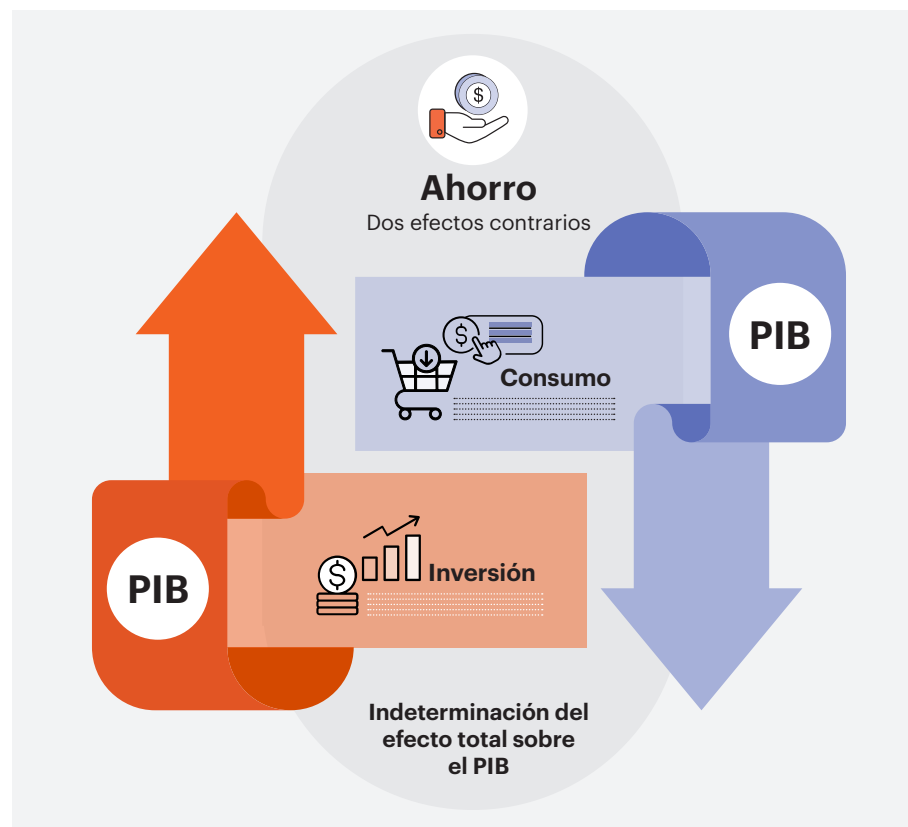 $
Ahorro
Dos efectos contrarios
PIB
$
Consumo
$
Inversión
PIB
Indeterminación del
efecto total sobre
el PIB